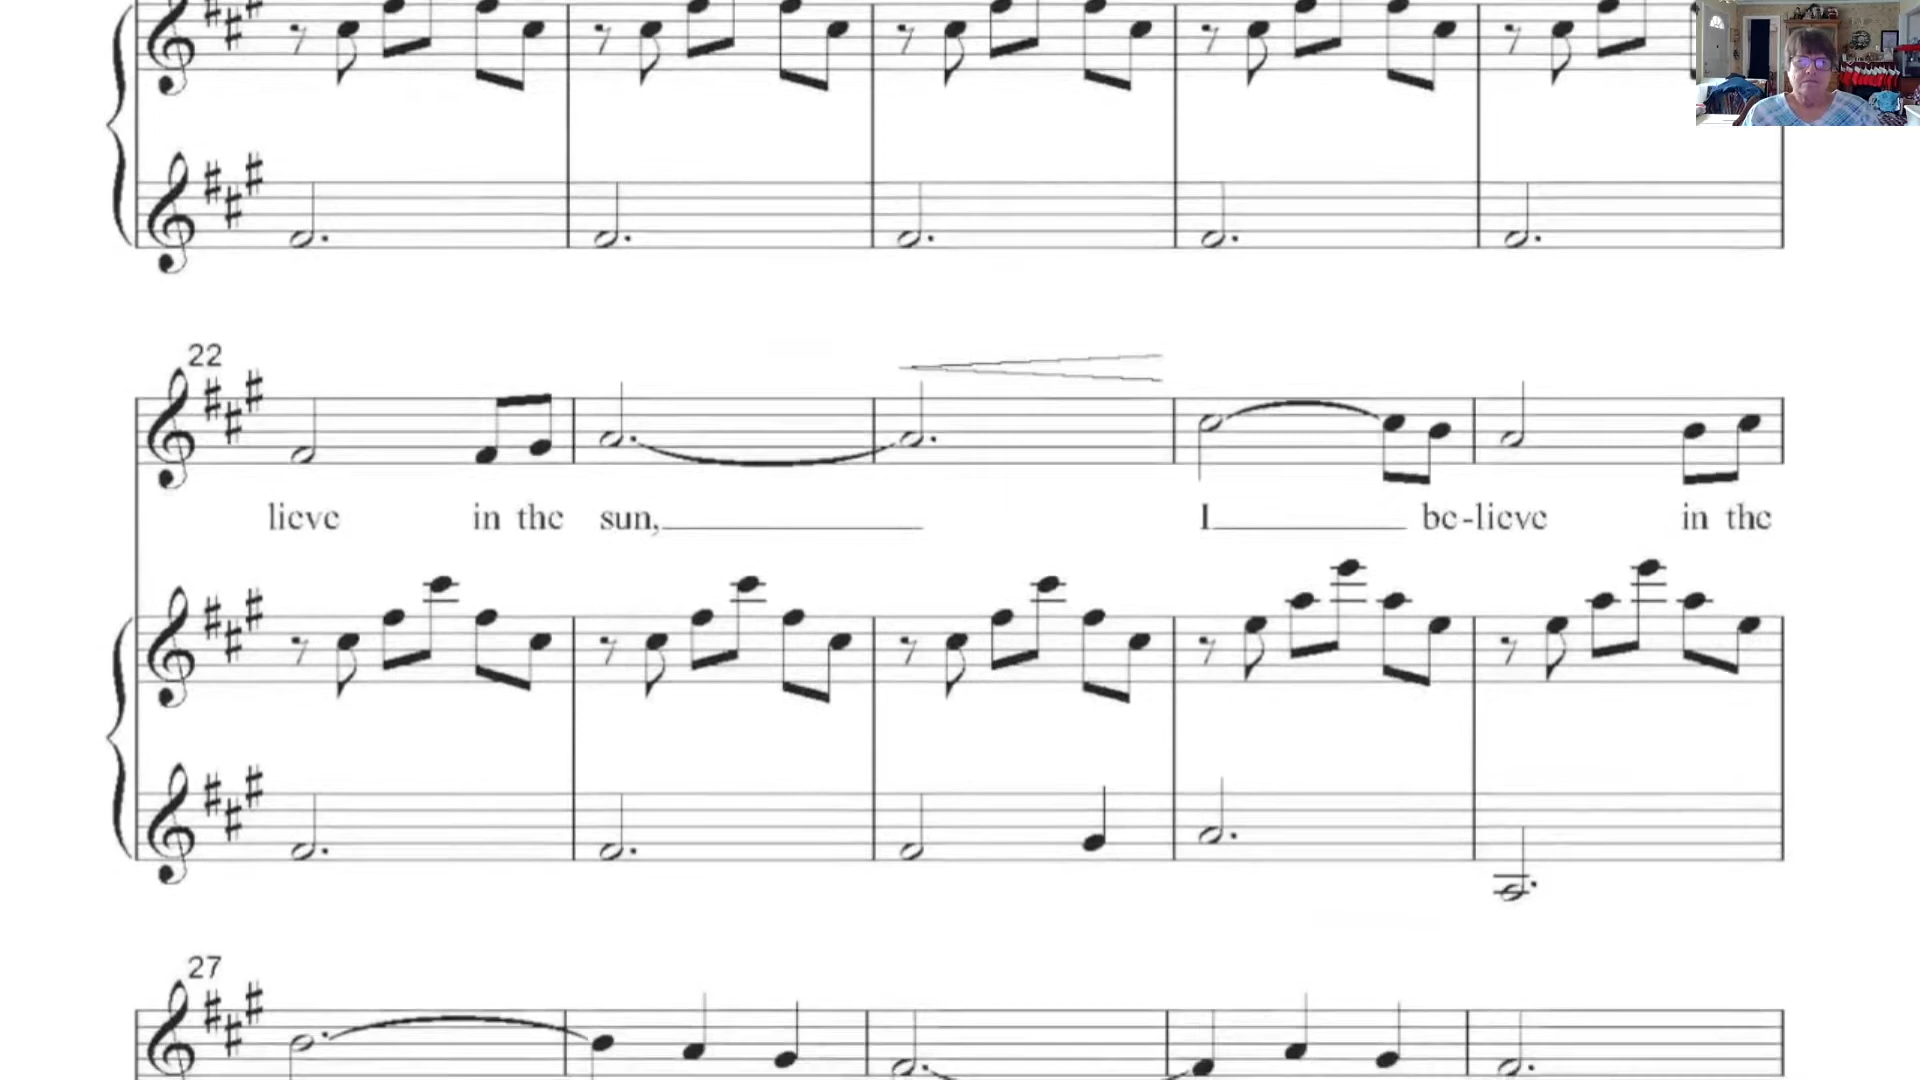 22
lieve in the sun, I be-lieve in the
27